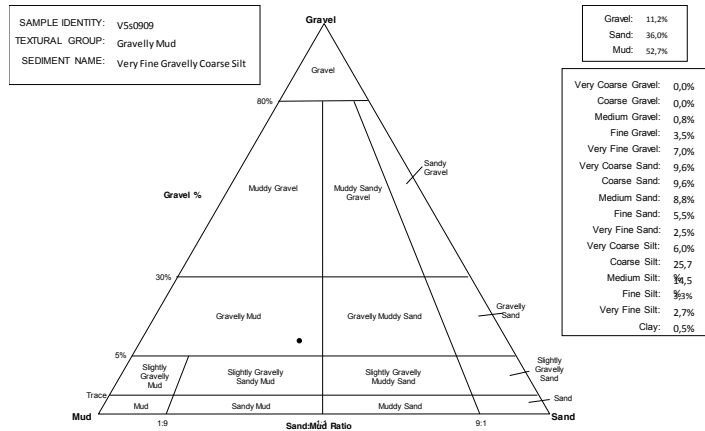 SAMPLE IDENTITY: V5s0909
TEXTURAL GROUP: Gravelly Mud
SEDIMENT NAME: Very Fine Gravelly Coarse Silt
Gravel: 11,2%
Sand: 36,0%
Mud: 52,7%
Very Coarse Gravel: 0,0%
Coarse Gravel: 0,0%
Medium Gravel: 0,8%
Fine Gravel: 3,5%
Very Fine Gravel: 7,0%
Very Coarse Sand: 9,6%
Coarse Sand: 9,6%
Medium Sand: 8,8%
Fine Sand: 5,5%
Very Fine Sand: 2,5%
Very Coarse Silt: 6,0%
Coarse Silt: 25,7
Medium Silt: %
Fine Silt: %
Very Fine Silt: 2,7%
Clay: 0,5%
Gravel
Gravel
80%
Sandy
Gravel
Gravel %
Muddy Gravel
Muddy Sandy
Gravel
30%
Gravelly Mud
Gravelly Muddy Sand
Gravelly
Sand
5%
Slightly
Gravelly
Mud
Slightly Gravelly
Sandy Mud
Slightly Gravelly
Muddy Sand
Slightly
Gravelly
Sand
Trace
Mud
Sandy Mud
Muddy Sand
Sand
Mud
Sand
1:9
Sand:Mud Ratio
9:1